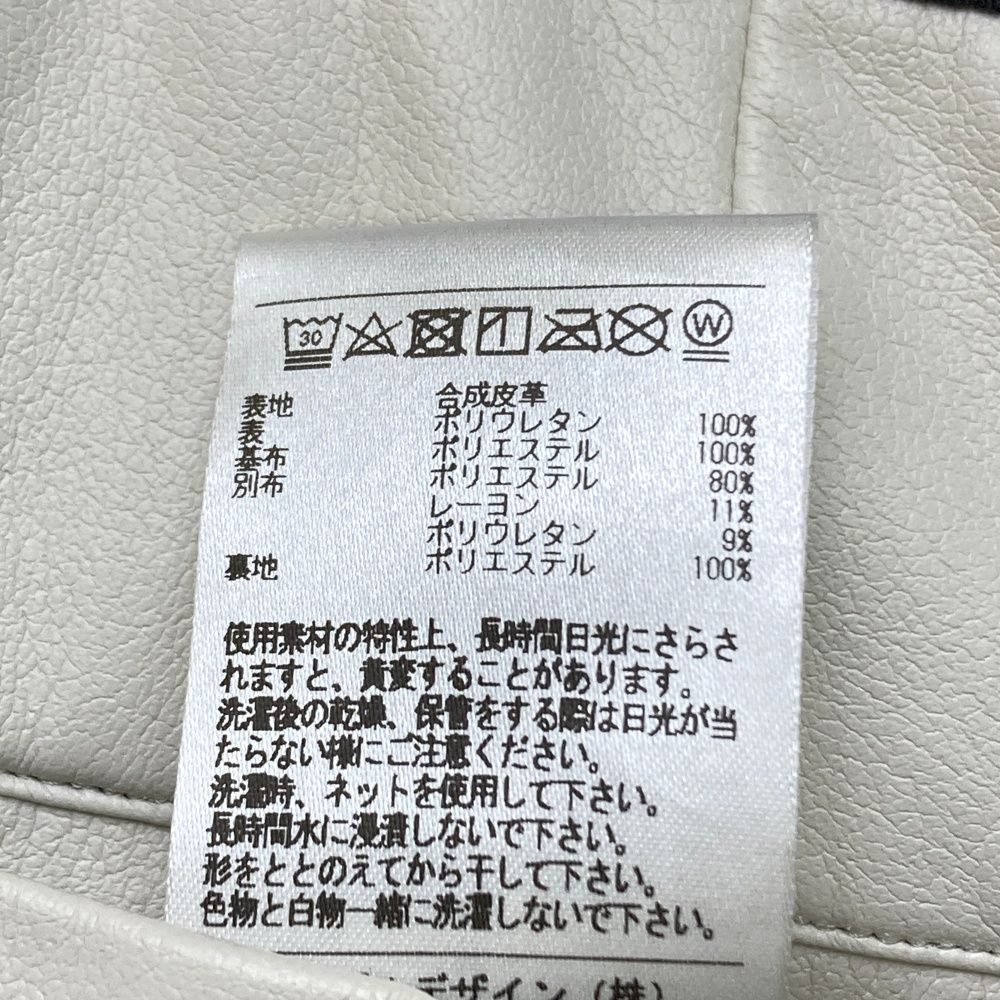 30 W
表地 合成皮革
表 ポリウレタン 100%
基布 ポリエステル 100%
別布 ポリエステル 80%
レーヨン 11%
ポリウレタン 9%
裏地 ポリエステル 100%
使用素材の特性上、長時間日光にさらさ
れますと、黄変することがあります。
洗濯後の乾燥、保管をする際は日光が当
たらない様にご注意ください。
洗濯時、ネットを使用して下さい。
長時間水に浸漬しないで下さい。
形をととのえてから干して下さい。
色物と白物一緒に洗濯しないで下さい。
デザイン(株)